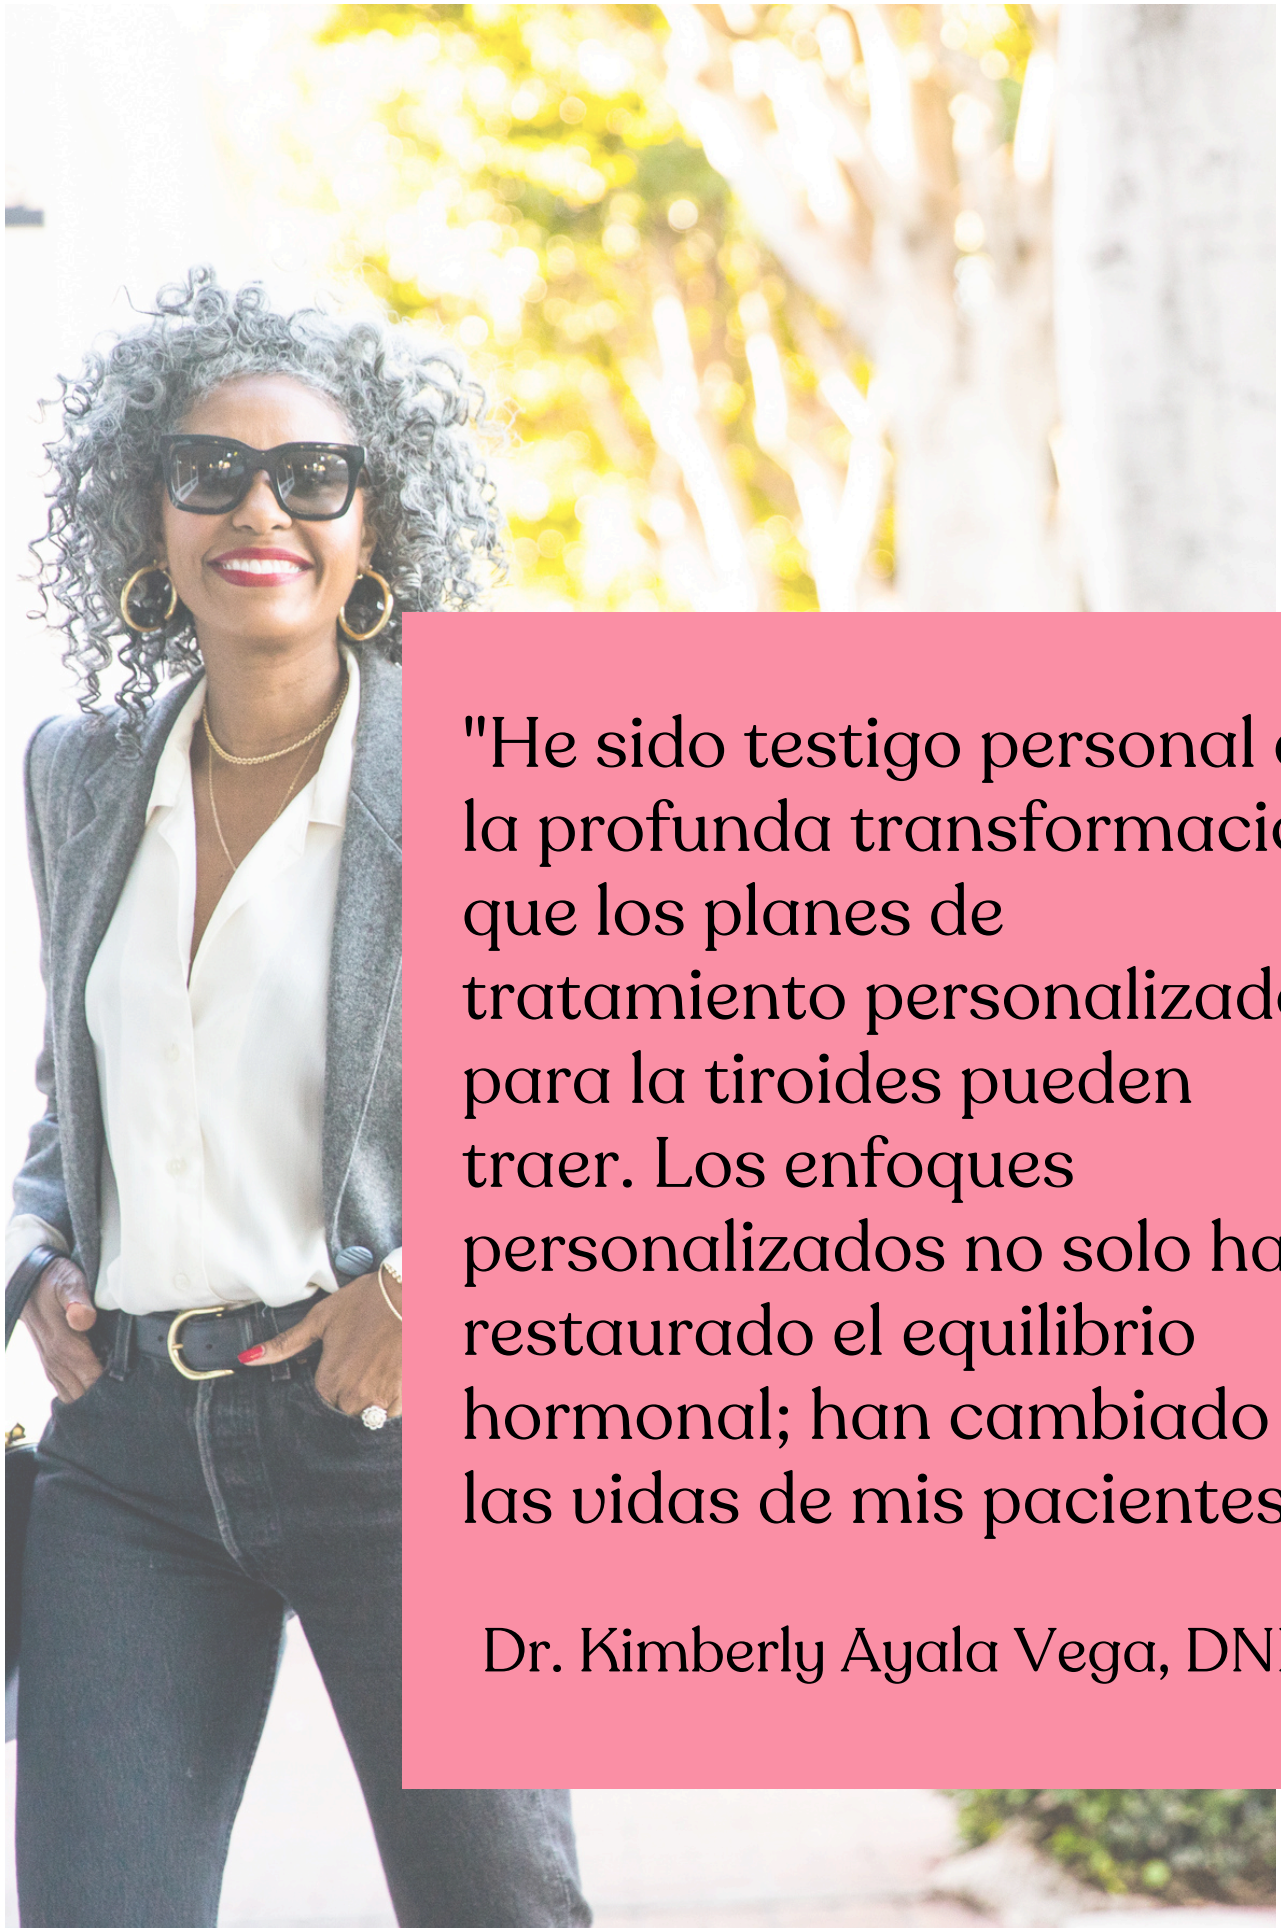 "He sido testigo personal
la profunda
que los planes de
tratamiento
para la tiroides pueden
traer. Los enfoques
personalizados no solo
restaurado el equilibrio
hormonal; han cambiado
las vidas de mis pacientes
Dr. Kimberly Ayala Vega,